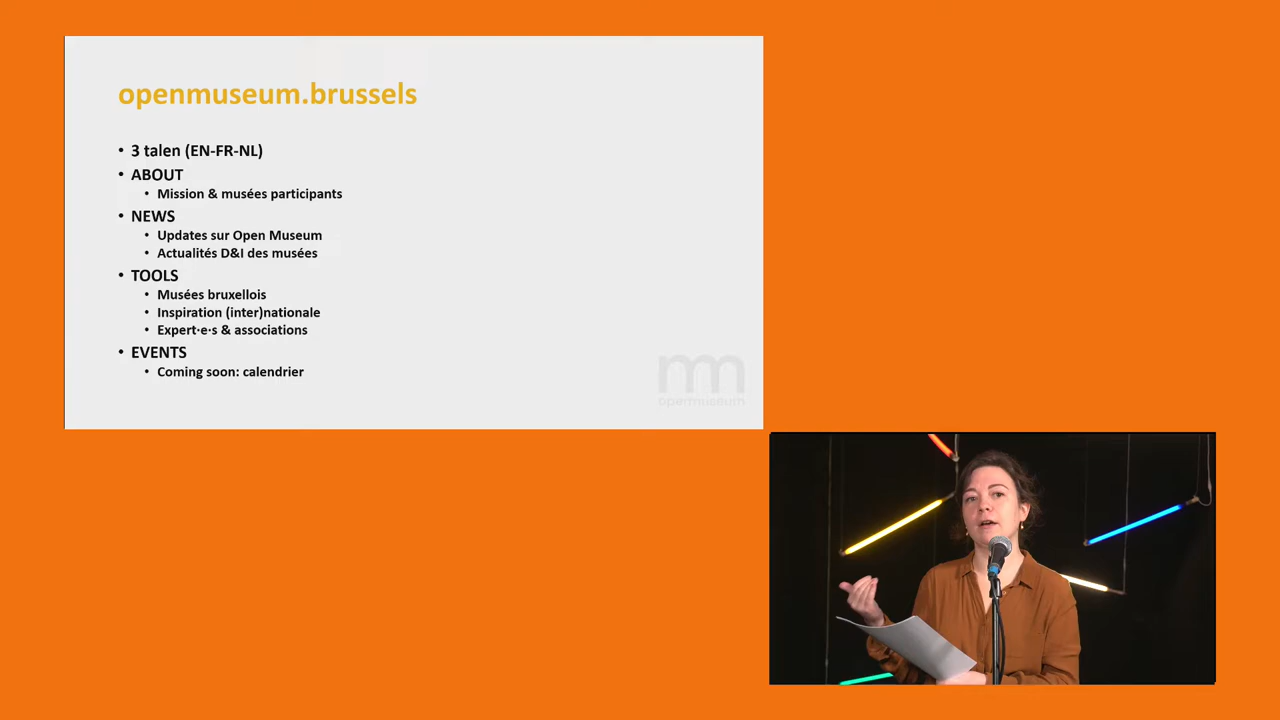 openmuseum.brussels
• 3 talen (EN-FR-NL)
• ABOUT
• Mission & musées participants
• NEWS
• Updates sur Open Museum
• Actualités D&I des musées
• TOOLS
• Musées bruxellois
• Inspiration (inter)nationale
• Expert·e·s & associations
• EVENTS
• Coming soon: calendrier
openmuseum